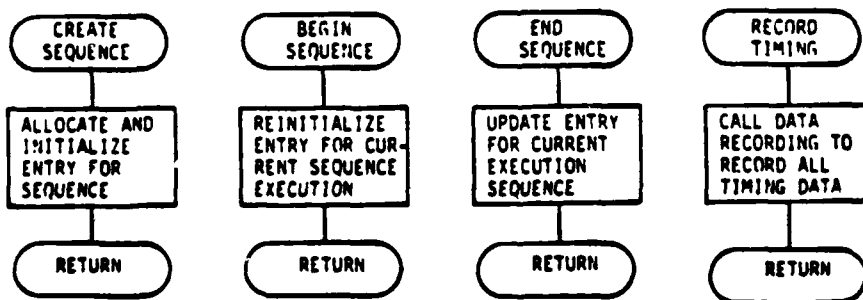 CREATE
SEQUENCE
ALLOCATE AND
INITIALIZE
ENTRY FOR
SEQUENCE
RETURN
BEGIN
SEQUENCE
REINITIALIZE
ENTRY FOR CUR-
RENT SEQUENCE
EXECUTION
RETURN
END
SEQUENCE
UPDATE ENTRY
FOR CURRENT
EXECUTION
SEQUENCE
RETURN
RECORD
TIMING
CALL DATA
RECORDING TO
RECORD ALL
TIMING DATA
RETURN